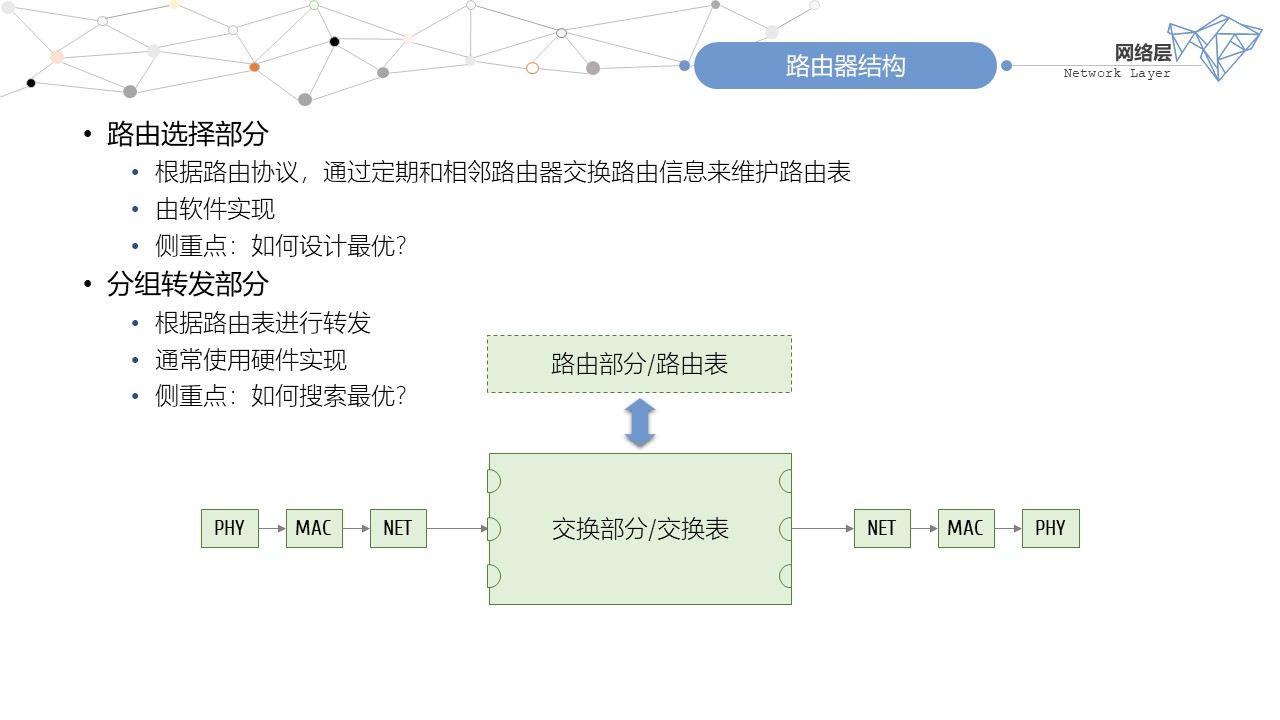 路由器结构
网络层
Network Layer
• 路由选择部分
• 根据路由协议，通过定期和相邻路由器交换路由信息来维护路由表
• 由软件实现
• 侧重点：如何设计最优？
• 分组转发部分
• 根据路由表进行转发
• 通常使用硬件实现
• 侧重点：如何搜索最优？
路由部分/路由表
交换部分/交换表
PHY
MAC
NET
NET
MAC
PHY